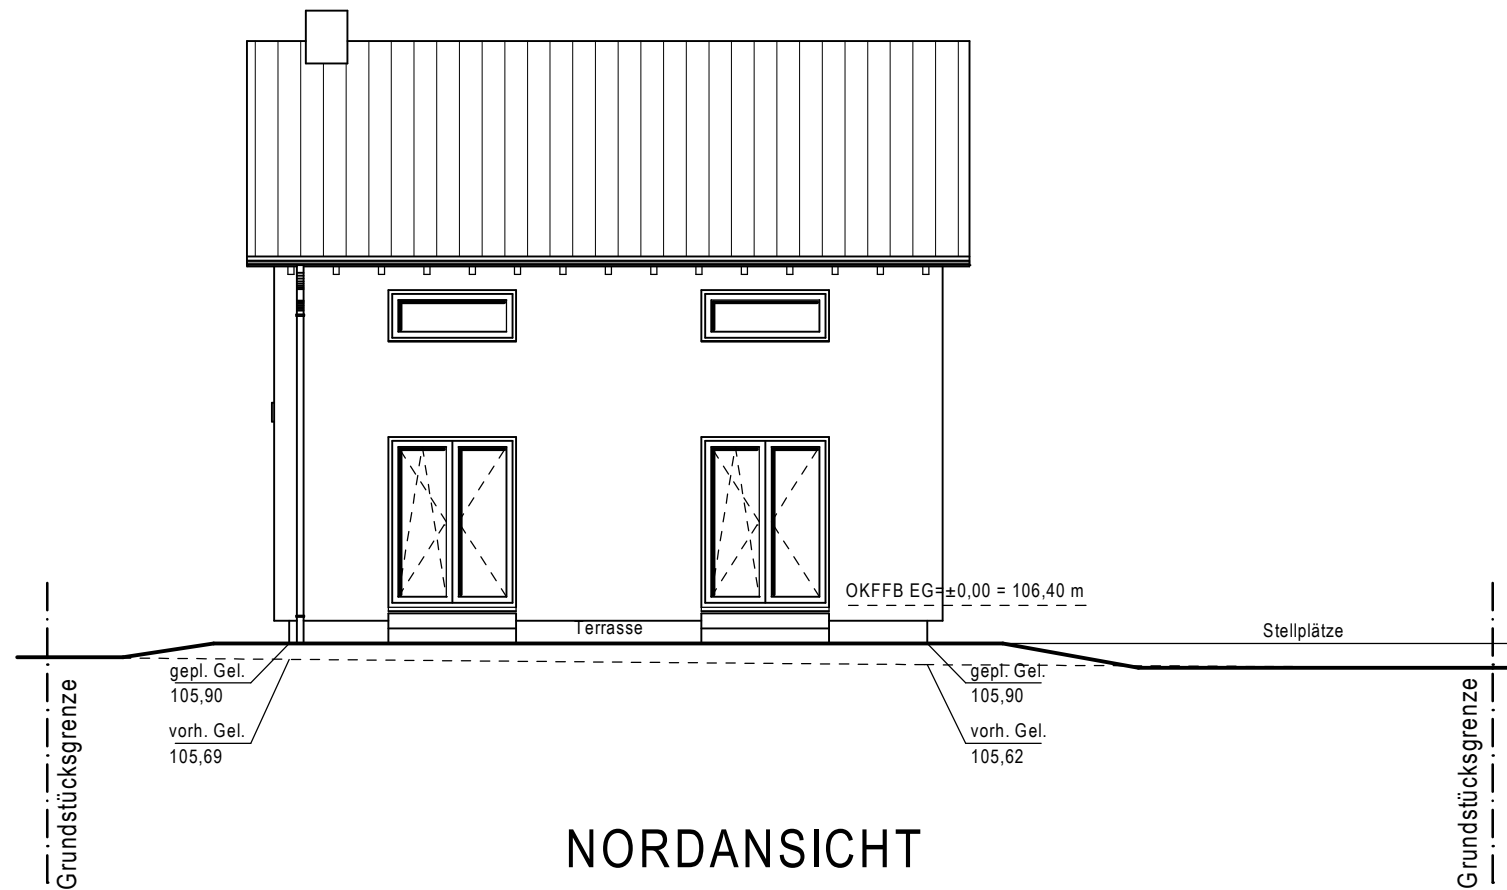 OKFFB EG=±0,00 = 106,40 m
Terrasse
Stellplätze
gepl. Gel.
105,90
gepl. Gel.
105,90
vorh. Gel.
105,69
vorh. Gel.
105,62
Grundstücksgrenze
Grundstücksgrenze
NORDANSICHT